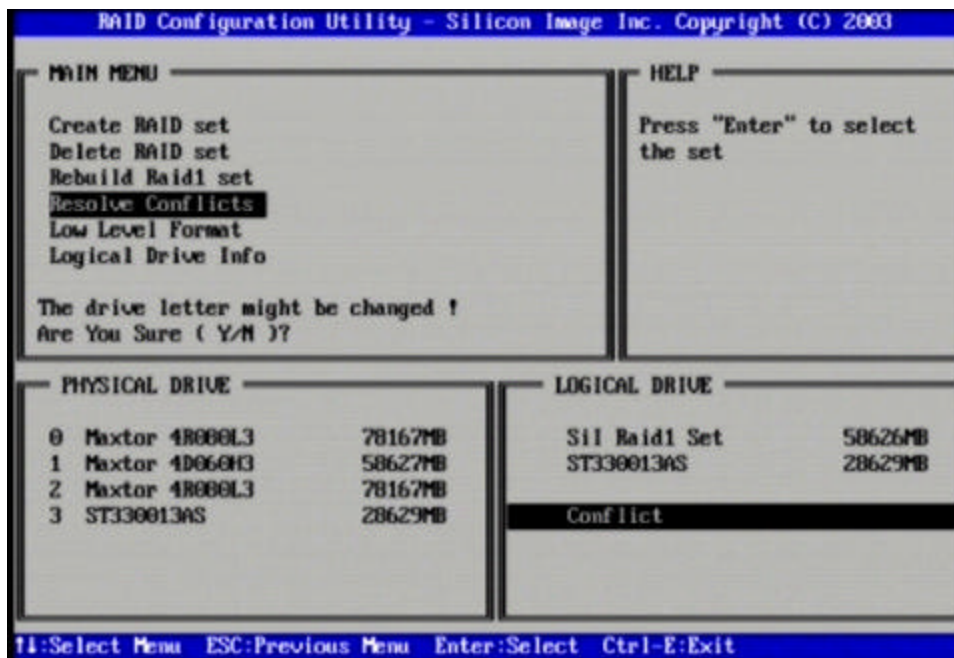 RAID Configuration Utility - Silicon Image Inc. Copyright (C) 2003
MAIN MENU
Create RAID set
Delete RAID set
Rebuild Raid1 set
Resolve Conflicts
Low Level Format
Logical Drive Info
The drive letter might be changed !
Are You Sure ( Y/N )?
HELP
Press "Enter" to select
the set
PHYSICAL DRIVE
0 Maxtor 4R080L3 78167MB
1 Maxtor 4D060H3 58627MB
2 Maxtor 4R080L3 78167MB
3 ST330013AS 28629MB
LOGICAL DRIVE
SiI Raid1 Set 58626MB
ST330013AS 28629MB
Conflict
↑↓:Select Menu ESC:Previous Menu Enter:Select Ctrl-E:Exit